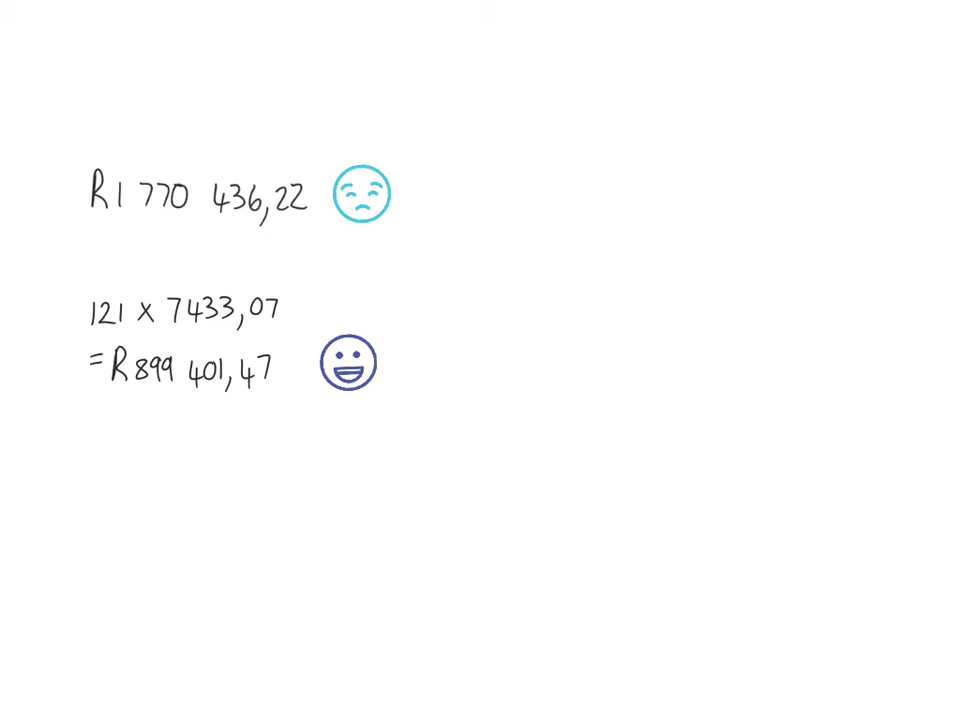 R1 770 436,22
121 x 7433,07
= R899 401,47